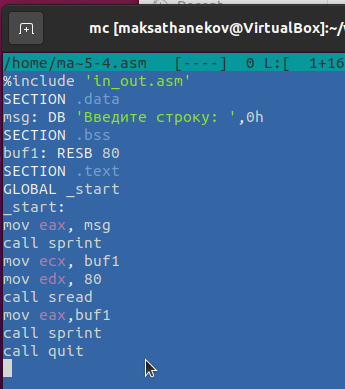 mc [maksathanekov@VirtualBox]:~/
/home/ma~5-4.asm   [----]  0 L:[  1+16
%include 'in_out.asm'
SECTION .data
msg: DB 'Введите строку: ',0h
SECTION .bss
buf1: RESB 80
SECTION .text
GLOBAL _start
_start:
mov eax, msg
call sprint
mov ecx, buf1
mov edx, 80
call sread
mov eax,buf1
call sprint
call quit